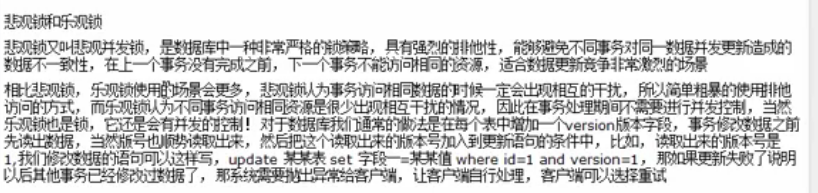 悲观锁和乐观锁
悲观锁又叫悲观并发锁，是数据库中一种非常严格的锁策略，具有强烈的排他性，能够避免不同事务对同一数据并发更新造成的
数据不一致性，在上一个事务没有完成之前，下一个事务不能访问相同的资源，适合数据更新竞争非常激烈的场景
相比悲观锁，乐观锁使用的场景会更多，悲观锁认为事务访问相同数据的时候一定会出现相互的干扰，所以简单粗暴的使用排他
访问的方式，而乐观锁认为不同事务访问相同资源是很少出现相互干扰的情况，因此在事务处理期间不需要进行并发控制，当然
乐观锁也是锁，它还是会有并发的控制！对于数据库我们通常的做法是在每个表中增加一个version版本字段，事务修改数据之前
先读出数据，当然版号也顺势读取出来，然后把这个读取出来的版本号加入到更新语句的条件中，比如，读取出来的版本号是
1,我们修改数据的语句可以这样写，update 某某表 set 字段一=某某值 where id=1 and version=1，那如果更新失败了说明
以后其他事务已经修改过数据了，那系统需要抛出异常给客户端，让客户端自行处理，客户端可以选择重试